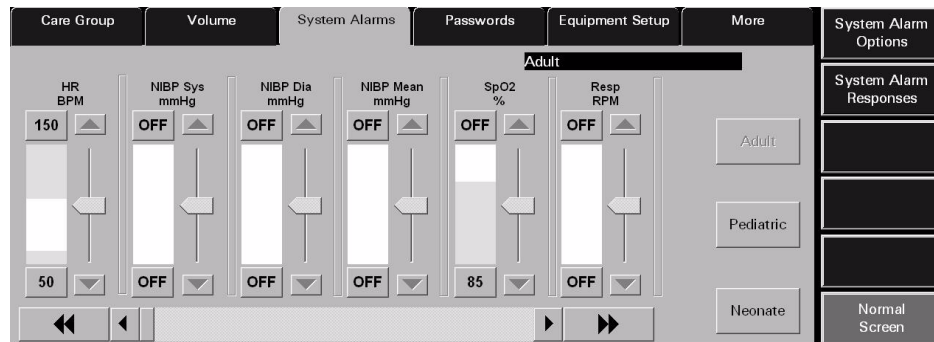 Care Group
Volume
System Alarms
Passwords
Equipment Setup
More
System Alarm
Options
Adult
System Alarm
Responses
HR
BPM
NIBP Sys
mmHg
NIBP Dia
mmHg
NIBP Mean
mmHg
SpO2
%
Resp
RPM
150
OFF
OFF
OFF
OFF
OFF
Adult
Pediatric
50
OFF
OFF
OFF
85
OFF
Neonate
Normal
Screen